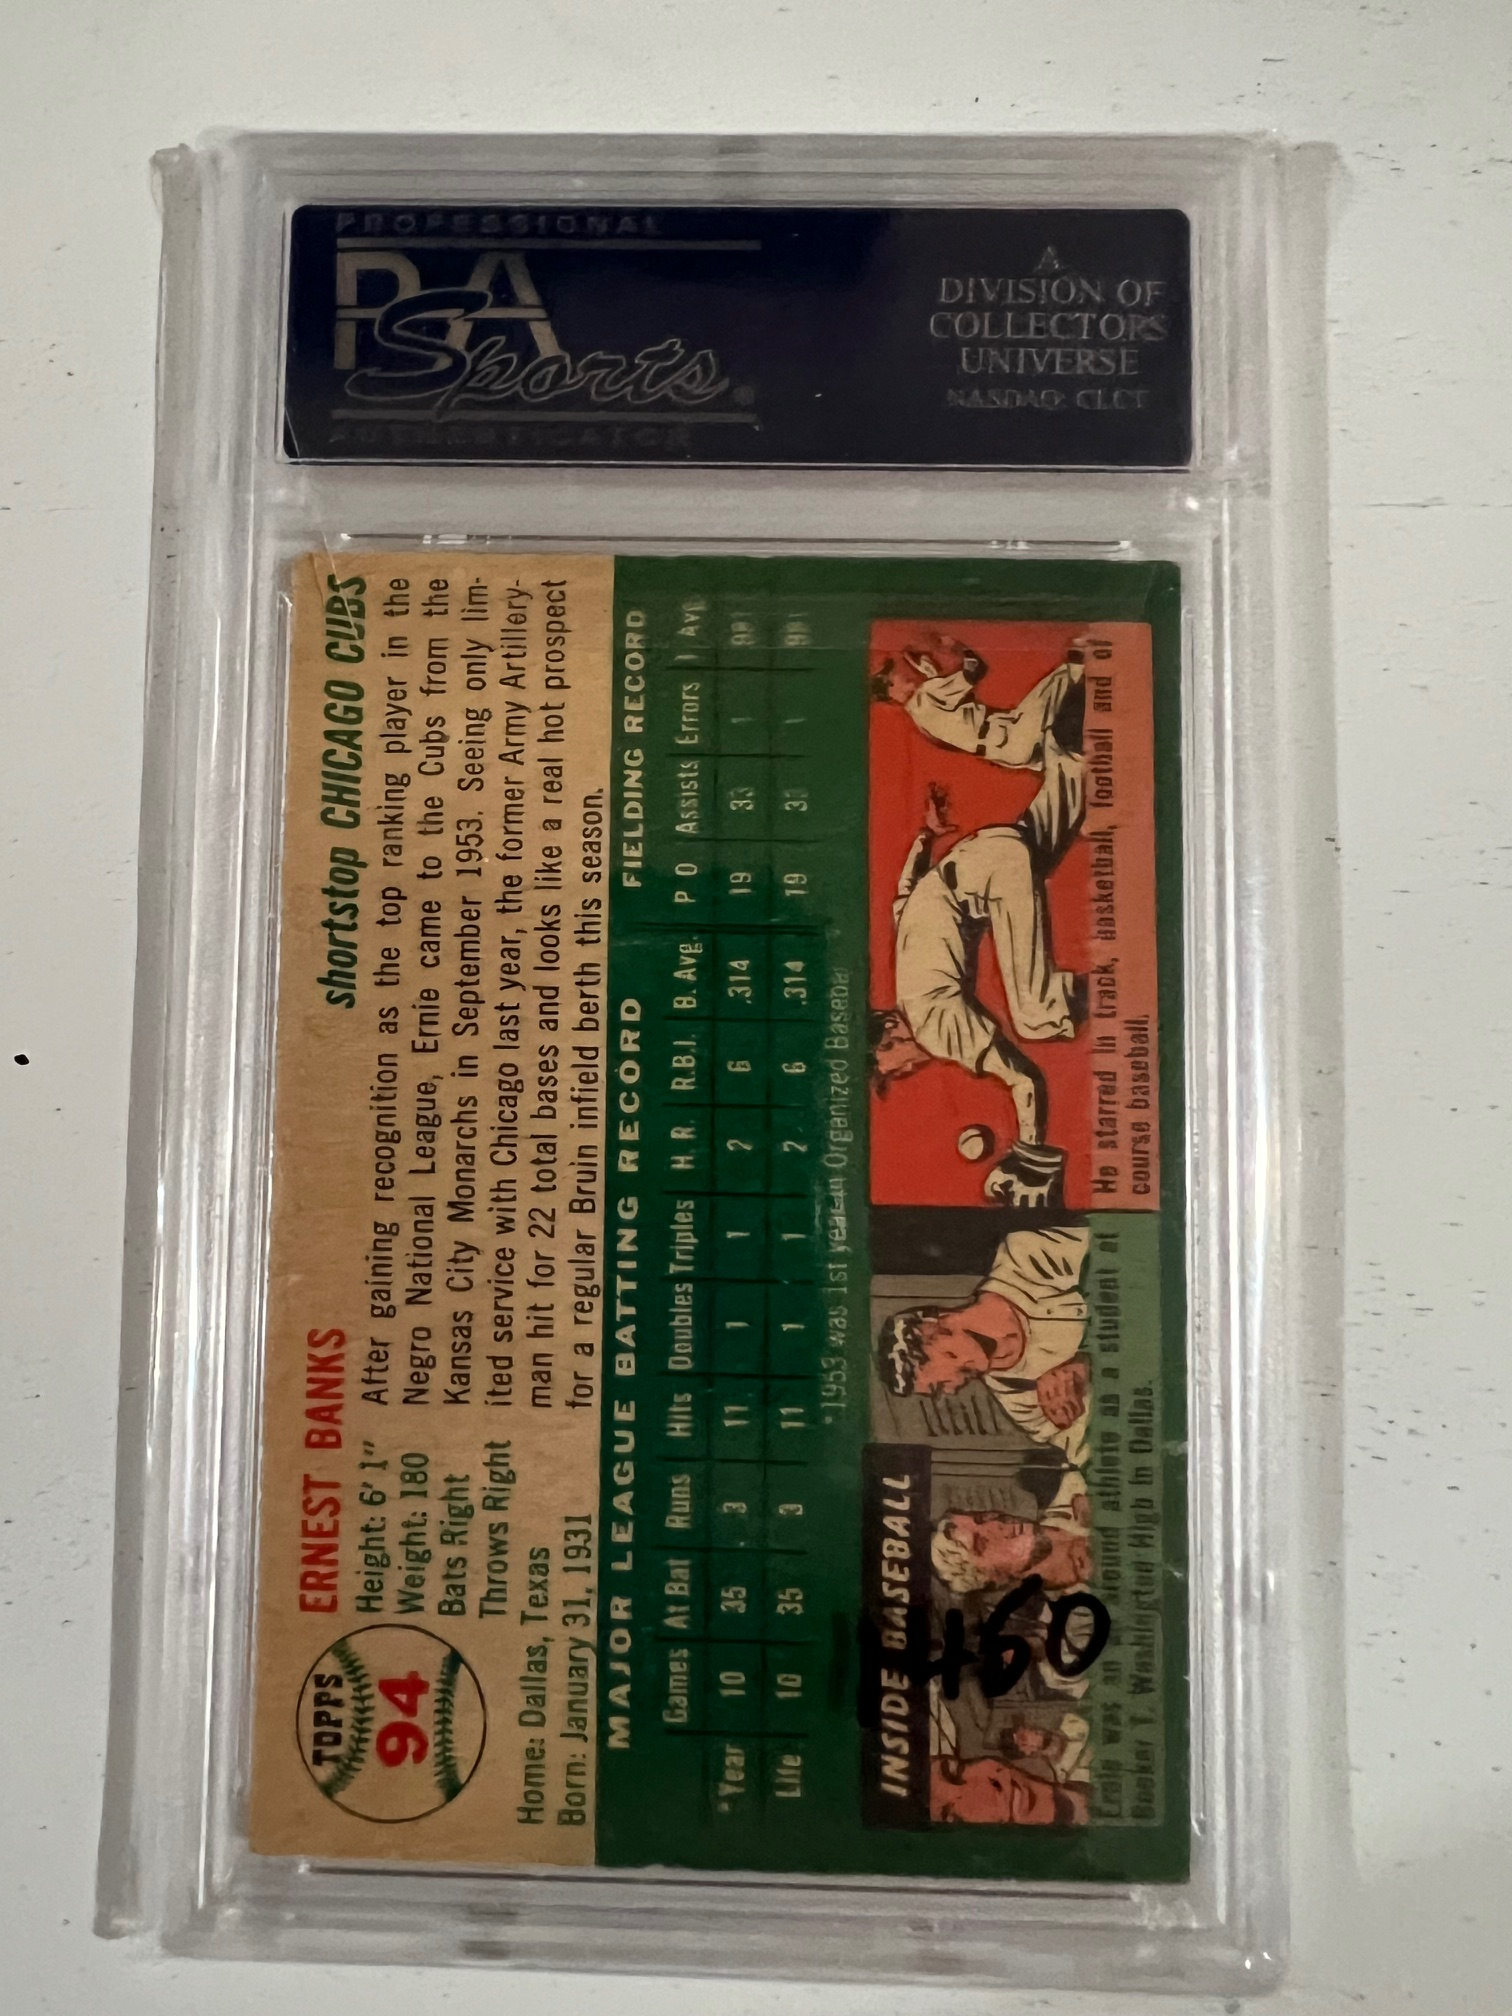 PROFESSIONAL
PSA
Sports
AUTHENTICATOR
A
DIVISION OF
COLLECTORS
UNIVERSE
NASDAQ: CLCT
TOPPS
94
ERNEST BANKS
shortstop CHICAGO CUBS
Height: 6' 1"
Weight: 180
Bats Right
Throws Right
Home: Dallas, Texas
Born: January 31, 1931
After gaining recognition as the top ranking player in the
Negro National League, Ernie came to the Cubs from the
Kansas City Monarchs in September 1953. Seeing only lim-
ited service with Chicago last year, the former Army Artillery-
man hit for 22 total bases and looks like a real hot prospect
for a regular Bruin infield berth this season.
MAJOR LEAGUE BATTING RECORD FIELDING RECORD
Games At Bat Runs Hits Doubles Triples H.R. R.B.I. B. Avg. P O Assists Errors Avg.
*Year 10 35 3 11 1 1 2 6 .314 19 33 1 .981
Life 10 35 3 11 1 1 2 6 .314 19 33 1 .981
*1953 was 1st year in Organized Baseball
INSIDE BASEBALL
Ernie was an all-round athlete as a student at
Booker T. Washington High in Dallas.
He starred in track, basketball, football and of
course baseball.
1450